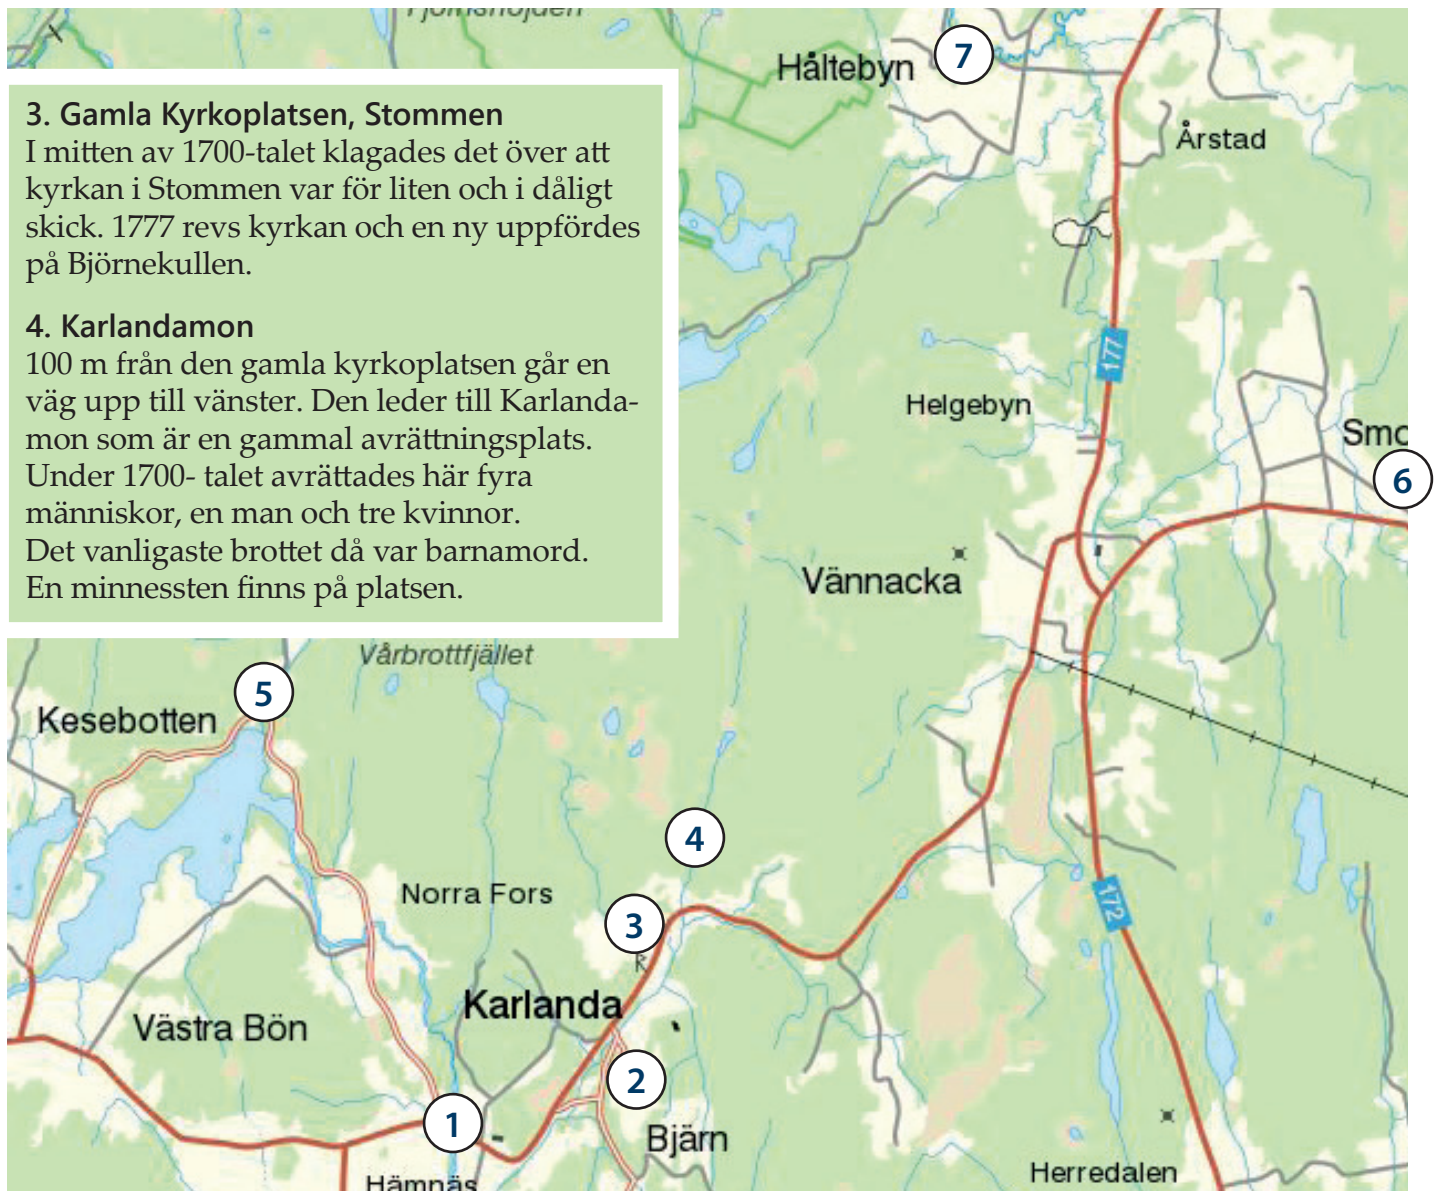 7
Håltebyn
Årstad
3. Gamla Kyrkoplatsen, Stommen
I mitten av 1700-talet klagades det över att
kyrkan i Stommen var för liten och i dåligt
skick. 1777 revs kyrkan och en ny uppfördes
på Björnekullen.
4. Karlandamon
100 m från den gamla kyrkoplatsen går en
väg upp till vänster. Den leder till Karlanda-
mon som är en gammal avrättningsplats.
Under 1700- talet avrättades här fyra
människor, en man och tre kvinnor.
Det vanligaste brottet då var barnamord.
En minnessten finns på platsen.
177
Helgebyn
Smo
6
Vännacka
Vårbrottfjället
5
Kesebotten
4
Norra Fors
172
3
R
Karlanda
Västra Bön
2
1
Bjärn
Herredalen
Hämnäs